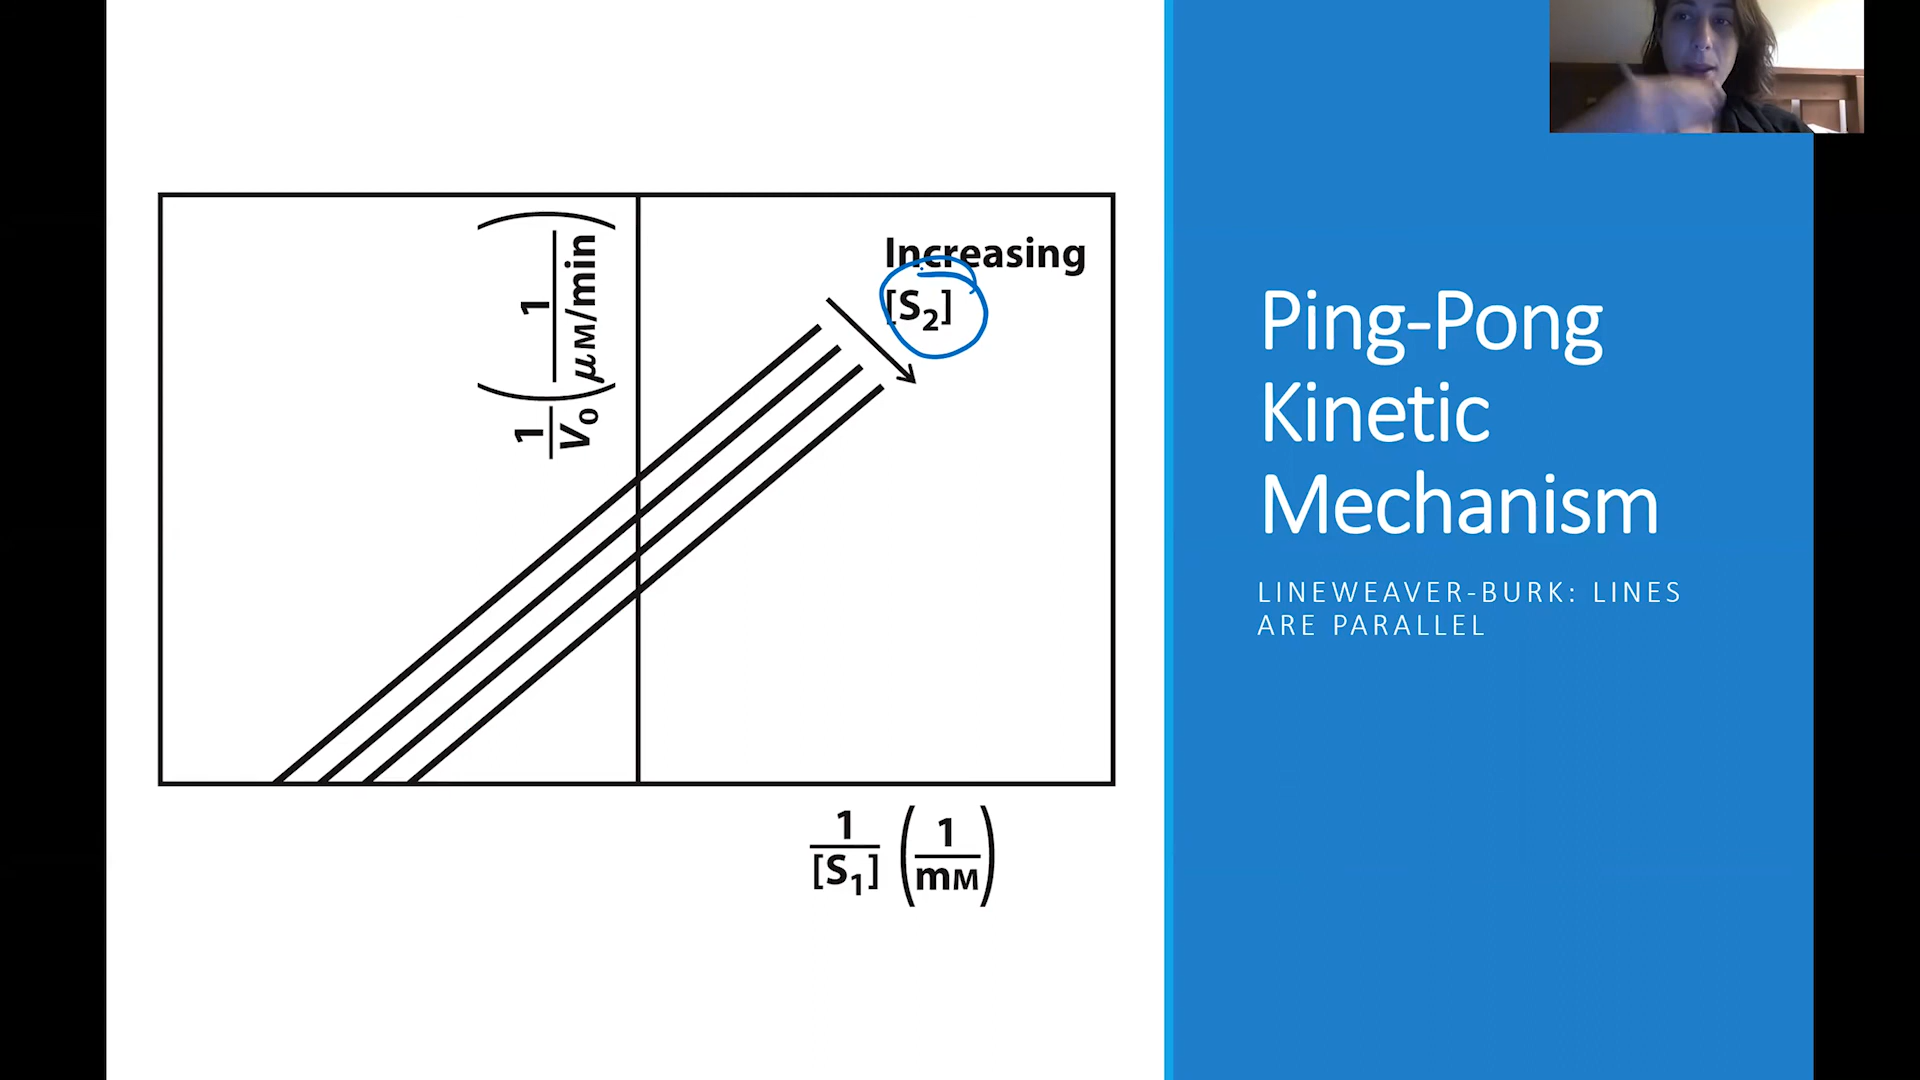 1/V₀ (1/μM/min)
Increasing
[S₂]
1/[S₁] (1/mM)
Ping-Pong
Kinetic
Mechanism
LINEWEAVER-BURK: LINES
ARE PARALLEL